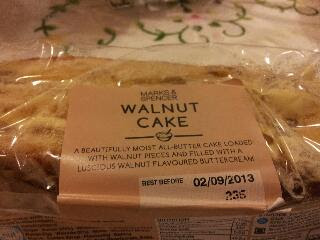 MARKS &
SPENCER
WALNUT
CAKE
A BEAUTIFULLY MOIST ALL-BUTTER CAKE LOADED
WITH WALNUT PIECES AND FILLED WITH A
LUSCIOUS WALNUT FLAVOURED BUTTERCREAM
BEST BEFORE 02/09/2013
235